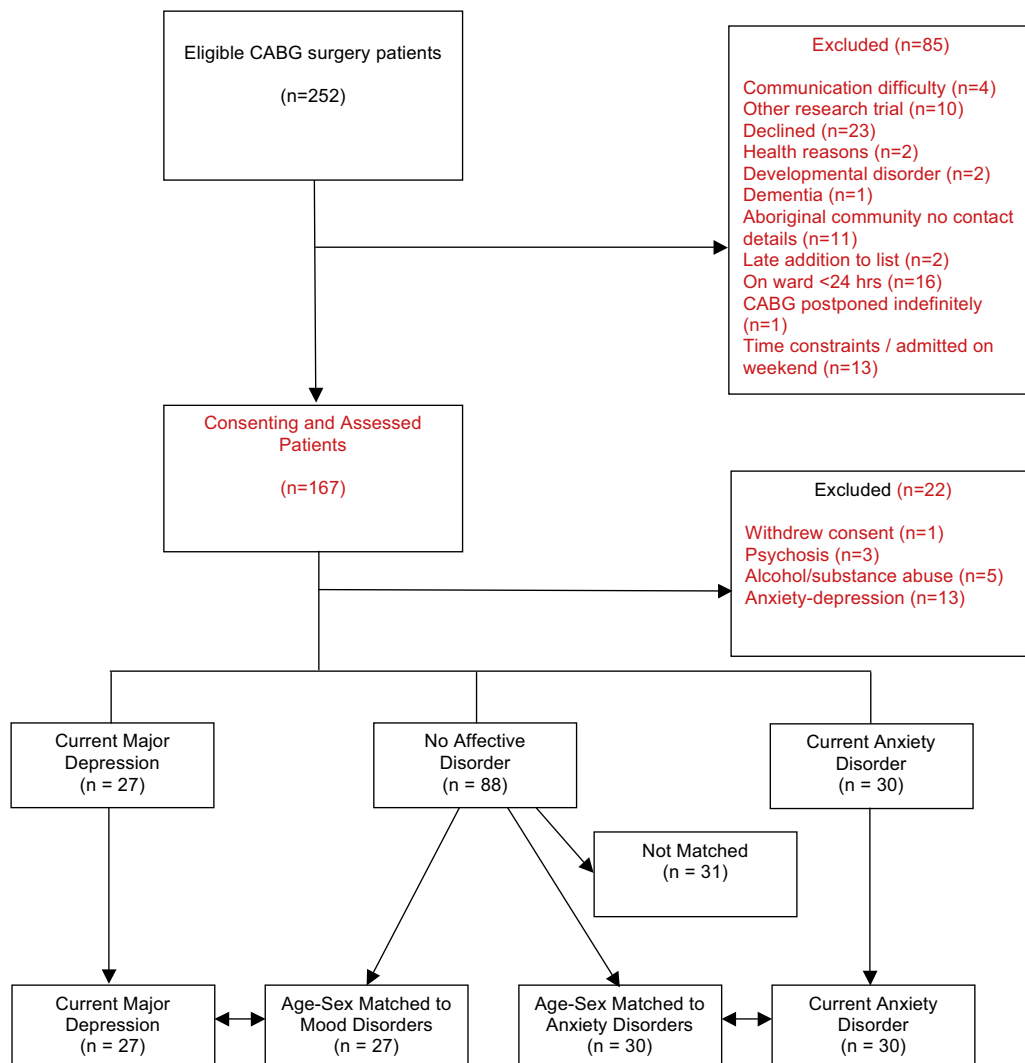 Eligible CABG surgery patients
(n=252)
Excluded (n=85)
Communication difficulty (n=4)
Other research trial (n=10)
Declined (n=23)
Health reasons (n=2)
Developmental disorder (n=2)
Dementia (n=1)
Aboriginal community no contact
details (n=11)
Late addition to list (n=2)
On ward <24 hrs (n=16)
CABG postponed indefinitely
(n=1)
Time constraints / admitted on
weekend (n=13)
Consenting and Assessed
Patients
(n=167)
Excluded (n=22)
Withdrew consent (n=1)
Psychosis (n=3)
Alcohol/substance abuse (n=5)
Anxiety-depression (n=13)
Current Major
Depression
(n = 27)
No Affective
Disorder
(n = 88)
Current Anxiety
Disorder
(n = 30)
Not Matched
(n = 31)
Current Major
Depression
(n = 27)
Age-Sex Matched to
Mood Disorders
(n = 27)
Age-Sex Matched to
Anxiety Disorders
(n = 30)
Current Anxiety
Disorder
(n = 30)